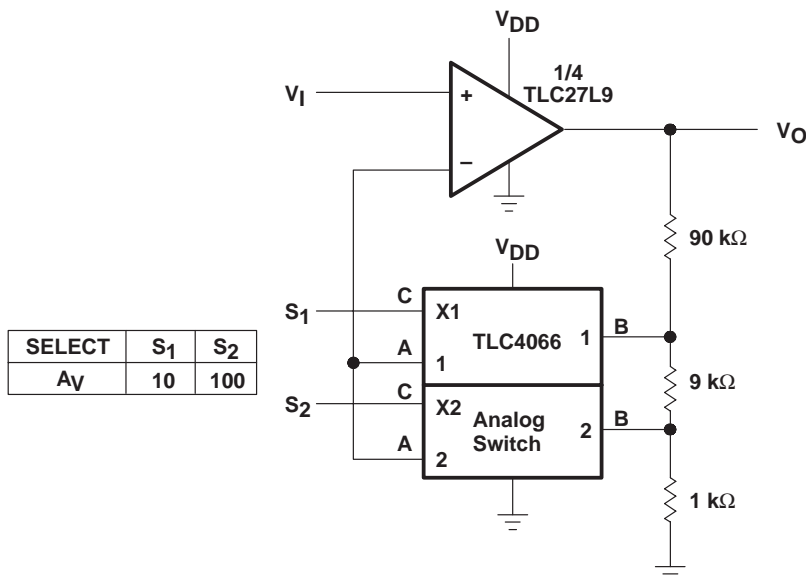 VDD
1/4
TLC27L9
VI
+
−
VO
90 kΩ
VDD
S1
C
X1
TLC4066
1
B
A
1
9 kΩ
S2
C
X2
Analog
Switch
2
B
A
2
1 kΩ
SELECT S1 S2
AV 10 100